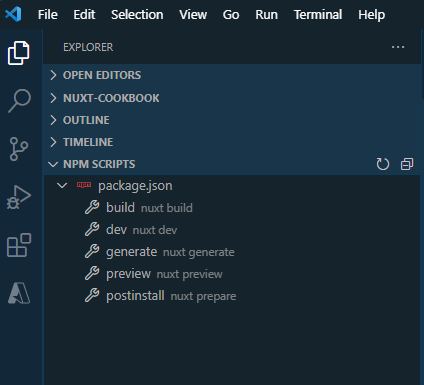 File Edit Selection View Go Run Terminal Help
EXPLORER
OPEN EDITORS
NUXT-COOKBOOK
OUTLINE
TIMELINE
NPM SCRIPTS
package.json
build nuxt build
dev nuxt dev
generate nuxt generate
preview nuxt preview
postinstall nuxt prepare